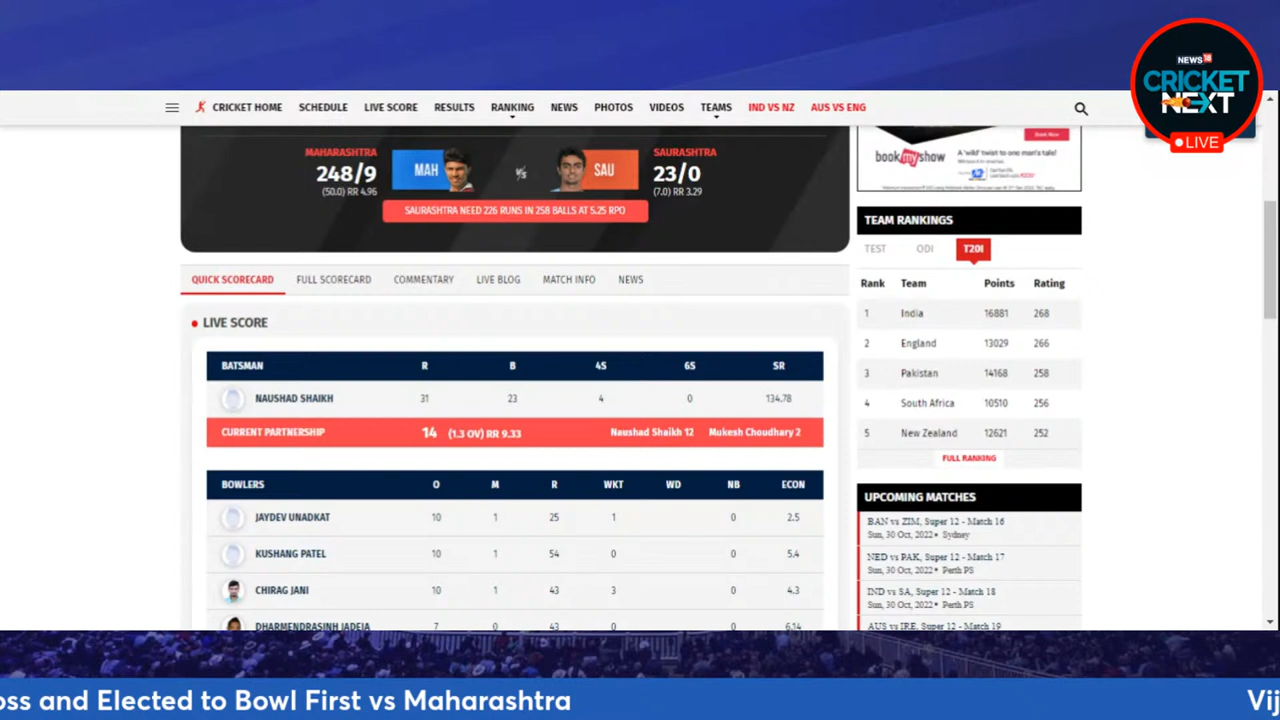 NEWS18
CRICKET
NEXT
LIVE
CRICKET HOME SCHEDULE LIVE SCORE RESULTS RANKING NEWS PHOTOS VIDEOS TEAMS IND VS NZ AUS VS ENG
MAHARASHTRA
248/9
(50.0) RR 4.96
MAH
VS
SAU
SAURASHTRA
23/0
(7.0) RR 3.29
SAURASHTRA NEED 226 RUNS IN 258 BALLS AT 5.25 RPO
QUICK SCORECARD FULL SCORECARD COMMENTARY LIVE BLOG MATCH INFO NEWS
LIVE SCORE
BATSMAN R B 4S 6S SR
NAUSHAD SHAIKH 31 23 4 0 134.78
CURRENT PARTNERSHIP 14 (1.3 OV) RR 9.33 Naushad Shaikh 12 Mukesh Choudhary 2
BOWLERS O M R WKT WD NB ECON
JAYDEV UNADKAT 10 1 25 1 0 2.5
KUSHANG PATEL 10 1 54 0 0 5.4
CHIRAG JANI 10 1 43 3 0 4.3
DHARMENDRASINH JADEJA 7 0 43 0 0 6.14
Book Now
bookmyshow
A 'wild' twist to one man's tale!
TEAM RANKINGS
TEST ODI T20I
Rank Team Points Rating
1 India 16881 268
2 England 13029 266
3 Pakistan 14168 258
4 South Africa 10510 256
5 New Zealand 12621 252
FULL RANKING
UPCOMING MATCHES
BAN vs ZIM, Super 12 - Match 16
Sun, 30 Oct, 2022 • Sydney
NED vs PAK, Super 12 - Match 17
Sun, 30 Oct, 2022 • Perth PS
IND vs SA, Super 12 - Match 18
Sun, 30 Oct, 2022 • Perth PS
AUS vs IRE, Super 12 - Match 19
oss and Elected to Bowl First vs Maharashtra Vij